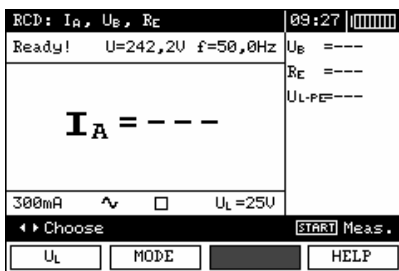 RCD: IA, UB, RE 09:27
Ready! U=242,2V f=50,0Hz
UB =---
RE =---
UL-PE=---
IA = ---
300mA UL=25V
Choose START Meas.
UL MODE HELP